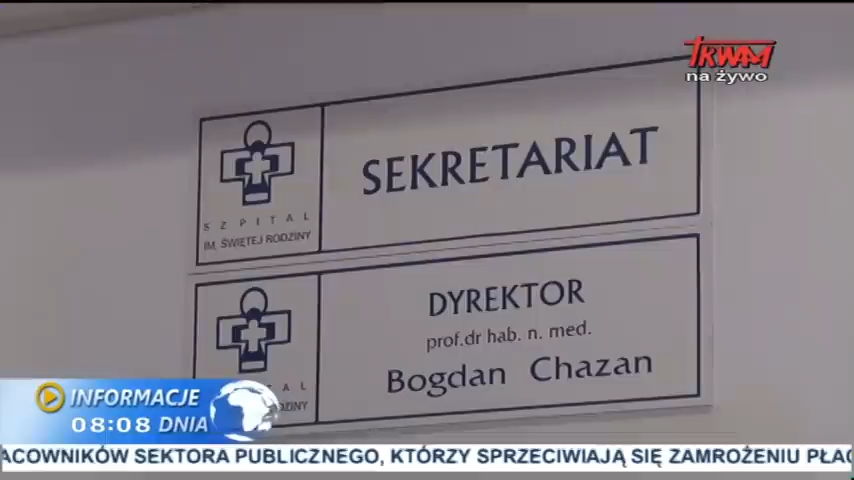 TRWAM
na żywo
SEKRETARIAT
SZPITAL
IM. ŚWIĘTEJ RODZINY
DYREKTOR
prof.dr hab. n. med.
Bogdan Chazan
INFORMACJE
08:08 DNIA
ACOWNIKÓW SEKTORA PUBLICZNEGO, KTÓRZY SPRZECIWIAJĄ SIĘ ZAMROŻENIU PŁAC